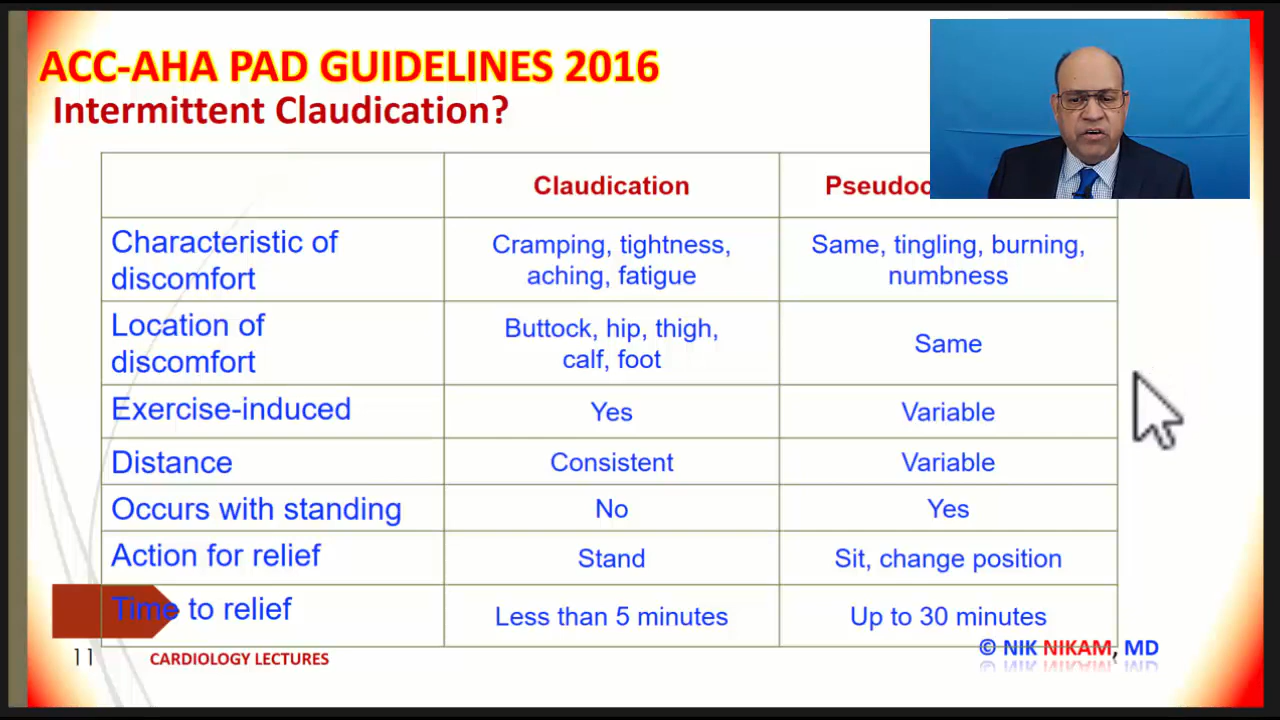 ACC-AHA PAD GUIDELINES 2016
Intermittent Claudication?
Claudication
Characteristic of
discomfort
Cramping, tightness,
aching, fatigue
Same, tingling, burning,
numbness
Location of
discomfort
Buttock, hip, thigh,
calf, foot
Same
Exercise-induced
Yes
Variable
Distance
Consistent
Variable
Occurs with standing
No
Yes
Action for relief
Stand
Sit, change position
Time to relief
Less than 5 minutes
Up to 30 minutes
11
CARDIOLOGY LECTURES
© NIK NIKAM, MD